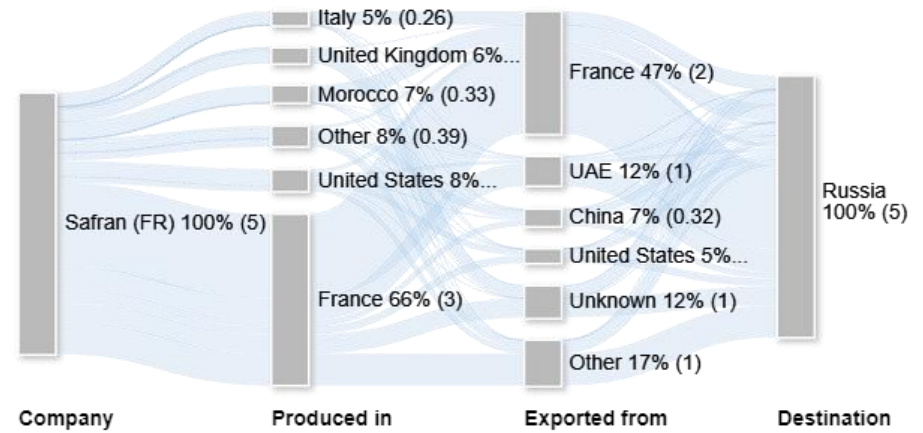 Safran (FR) 100% (5)
Italy 5% (0.26)
United Kingdom 6%...
Morocco 7% (0.33)
Other 8% (0.39)
United States 8%...
France 66% (3)
France 47% (2)
UAE 12% (1)
China 7% (0.32)
United States 5%...
Unknown 12% (1)
Other 17% (1)
Russia
100% (5)
Company
Produced in
Exported from
Destination